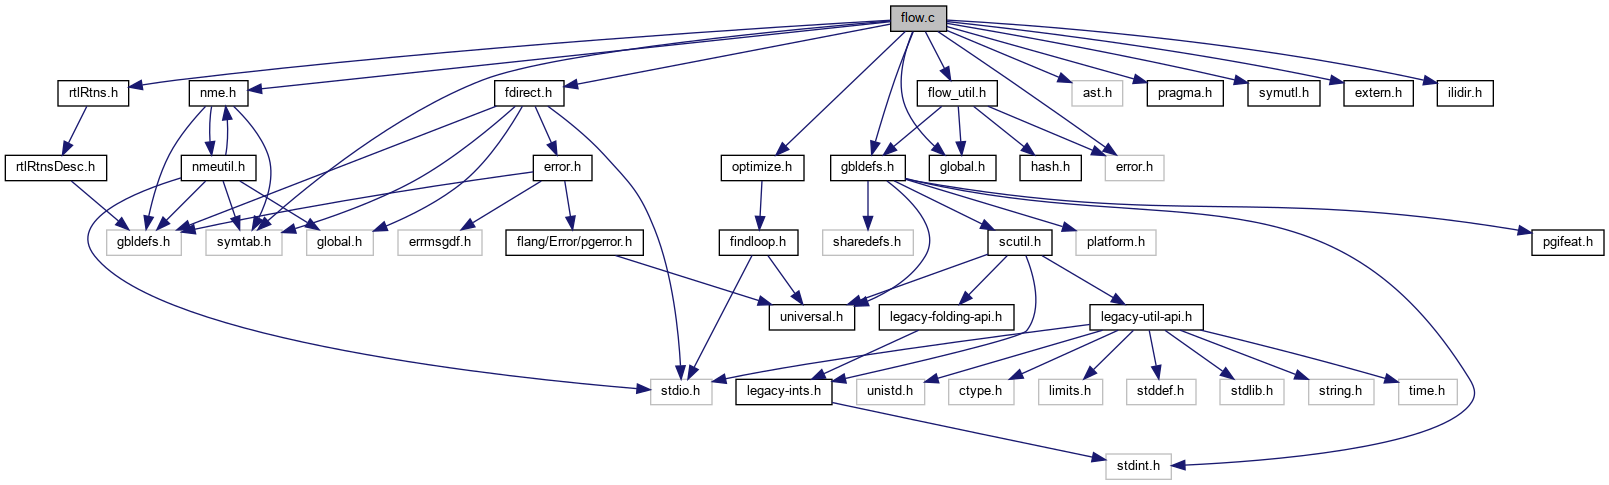 flow.c
rtlRtns.h
nme.h
fdirect.h
flow_util.h
ast.h
pragma.h
symutl.h
extern.h
ilidir.h
rtlRtnsDesc.h
nmeutil.h
error.h
optimize.h
gbldefs.h
global.h
hash.h
error.h
gbldefs.h
symtab.h
global.h
errmsgdf.h
flang/Error/pgerror.h
findloop.h
sharedefs.h
scutil.h
platform.h
pgifeat.h
universal.h
legacy-folding-api.h
legacy-util-api.h
stdio.h
legacy-ints.h
unistd.h
ctype.h
limits.h
stddef.h
stdlib.h
string.h
time.h
stdint.h